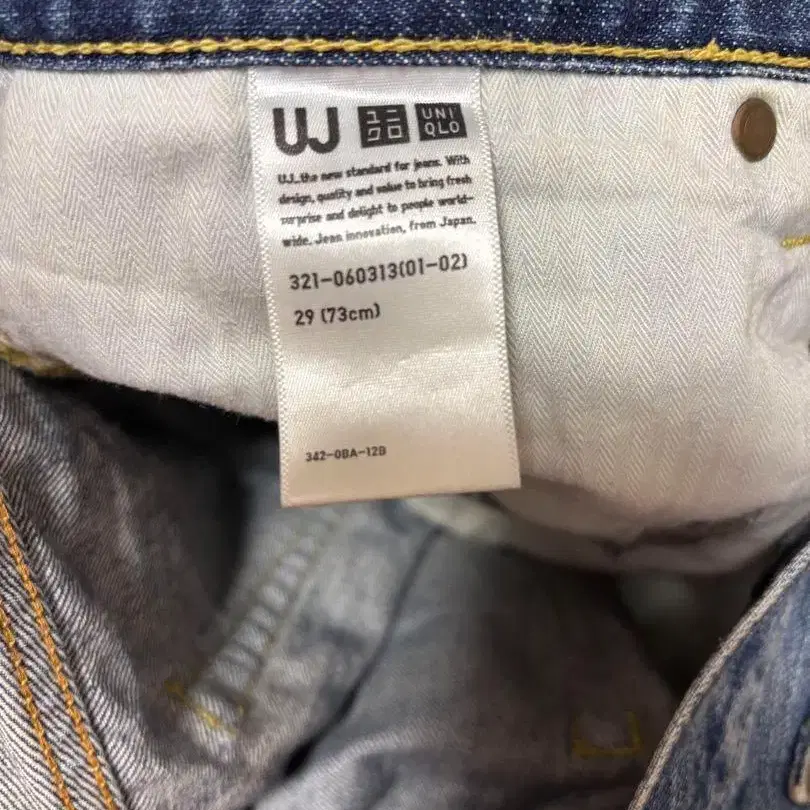 UJ ユニクロ UNIQLO
UJ...the new standard for jeans. With
design, quality and value to bring fresh
surprise and delight to people world-
wide. Jean innovation, from Japan.
321-060313(01-02)
29 (73cm)
342-0BA-12B